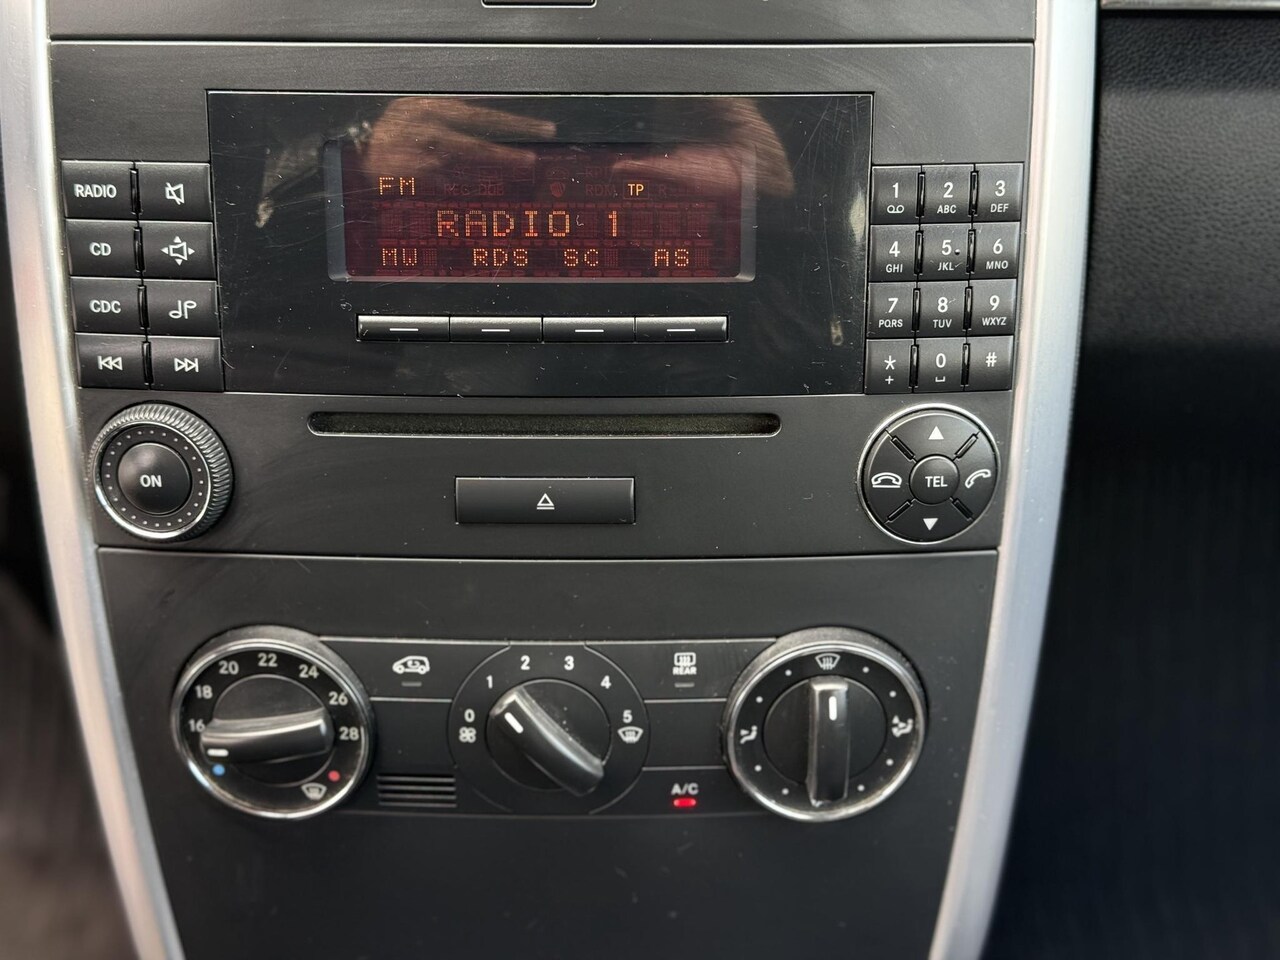 FM TP
RADIO 1
MW RDS SC AS
RADIO
CD
CDC
1
2 ABC
3 DEF
4 GHI
5 JKL
6 MNO
7 PQRS
8 TUV
9 WXYZ
* +
0
#
ON
TEL
16 18 20 22 24 26 28
0 1 2 3 4 5
REAR
A/C